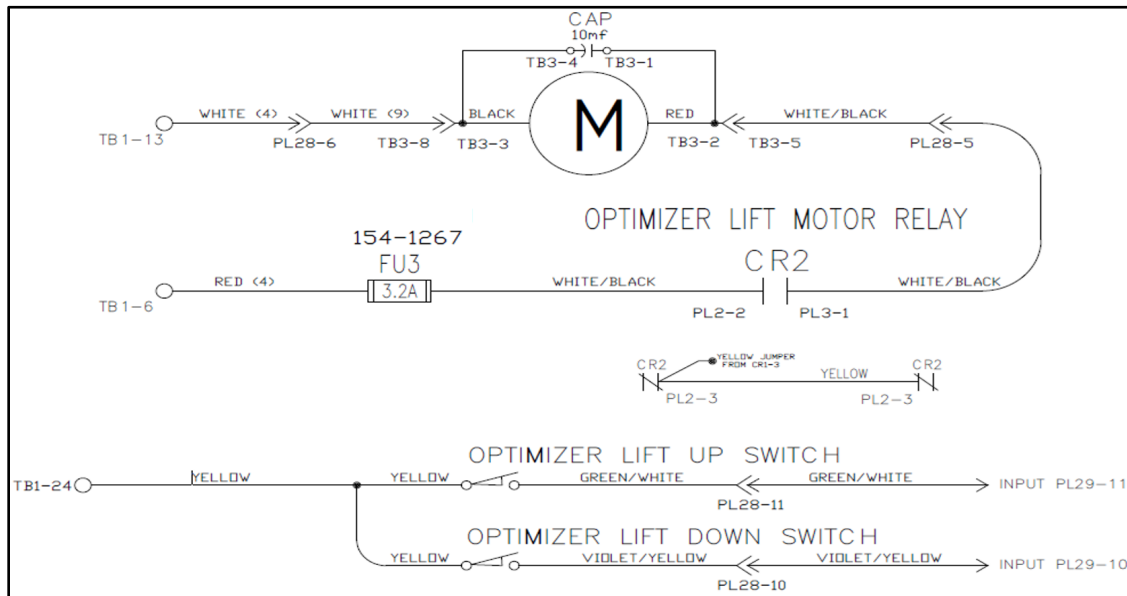 CAP
10mf
TB3-4 TB3-1
WHITE (4) WHITE (9) BLACK M RED WHITE/BLACK
TB1-13 PL28-6 TB3-8 TB3-3 TB3-2 TB3-5 PL28-5
OPTIMIZER LIFT MOTOR RELAY
154-1267
FU3 CR2
RED (4) 3.2A WHITE/BLACK WHITE/BLACK
TB1-6 PL2-2 PL3-1
CR2 YELLOW JUMPER CR2
FROM CR1-3
YELLOW
PL2-3 PL2-3
OPTIMIZER LIFT UP SWITCH
TB1-24 YELLOW YELLOW GREEN/WHITE GREEN/WHITE INPUT PL29-11
PL28-11
OPTIMIZER LIFT DOWN SWITCH
YELLOW VIOLET/YELLOW VIOLET/YELLOW INPUT PL29-10
PL28-10